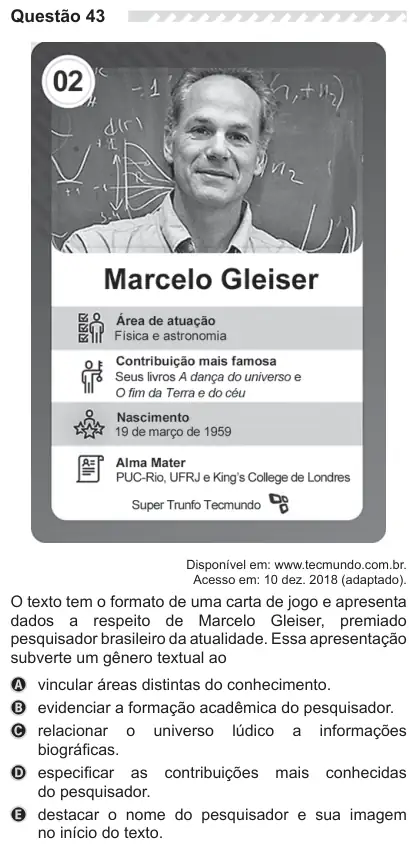 Questão 43
02
d(r)
Marcelo Gleiser
Área de atuação
Física e astronomia
Contribuição mais famosa
Seus livros A dança do universo e
O fim da Terra e do céu
Nascimento
19 de março de 1959
Alma Mater
PUC-Rio, UFRJ e King's College de Londres
Super Trunfo Tecmundo
Disponível em: www.tecmundo.com.br.
Acesso em: 10 dez. 2018 (adaptado).
O texto tem o formato de uma carta de jogo e apresenta
dados a respeito de Marcelo Gleiser, premiado
pesquisador brasileiro da atualidade. Essa apresentação
subverte um gênero textual ao
A vincular áreas distintas do conhecimento.
B evidenciar a formação acadêmica do pesquisador.
C relacionar o universo lúdico a informações
biográficas.
D especificar as contribuições mais conhecidas
do pesquisador.
E destacar o nome do pesquisador e sua imagem
no início do texto.